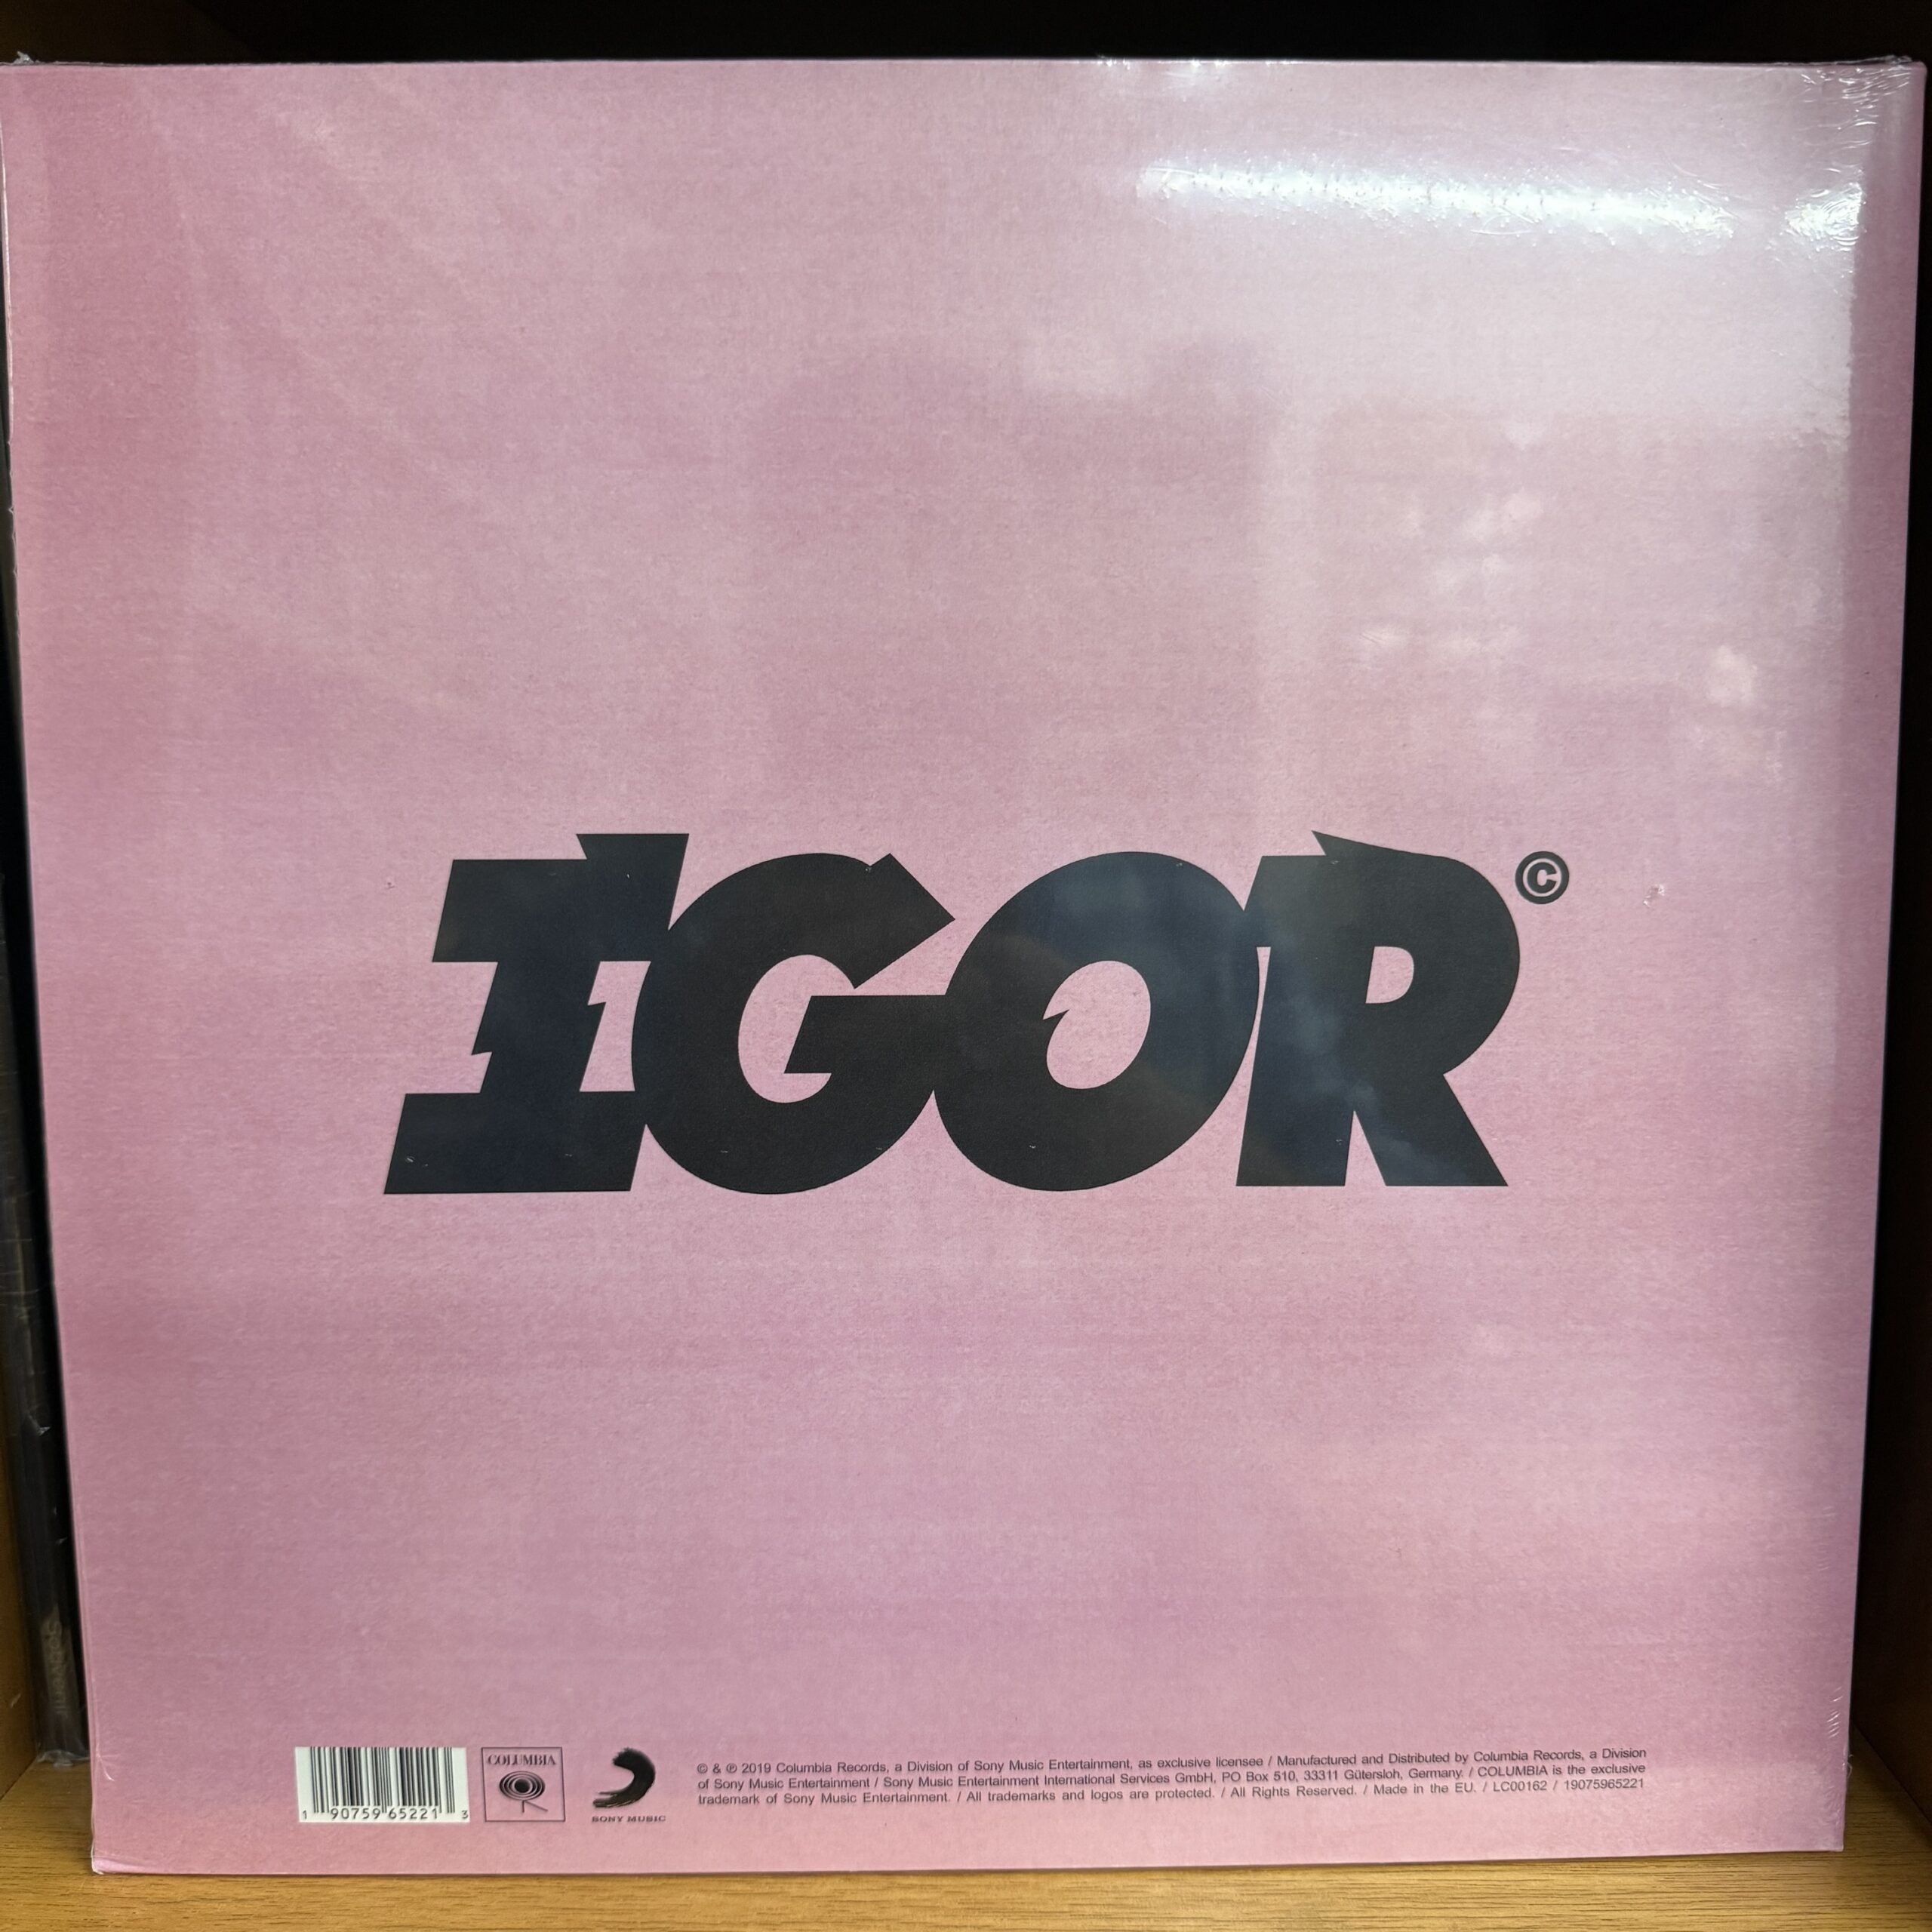 IGOR©
1 90759 65221 3
COLUMBIA
SONY MUSIC
© & ℗ 2019 Columbia Records, a Division of Sony Music Entertainment, as exclusive licensee / Manufactured and Distributed by Columbia Records, a Division
of Sony Music Entertainment / Sony Music Entertainment International Services GmbH, PO Box 510, 33311 Gütersloh, Germany. / COLUMBIA is the exclusive
trademark of Sony Music Entertainment. / All trademarks and logos are protected. / All Rights Reserved. / Made in the EU. / LC00162 / 19075965221